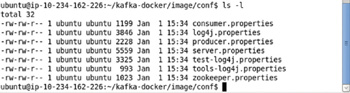 ubuntu@ip-10-234-162-226:~/kafka-docker/image/conf$ ls -l
total 32
-rw-rw-r-- 1 ubuntu ubuntu 1199 Jan  1 15:34 consumer.properties
-rw-rw-r-- 1 ubuntu ubuntu 3846 Jan  1 15:34 log4j.properties
-rw-rw-r-- 1 ubuntu ubuntu 2228 Jan  1 15:34 producer.properties
-rw-rw-r-- 1 ubuntu ubuntu 5559 Jan  1 15:34 server.properties
-rw-rw-r-- 1 ubuntu ubuntu 3325 Jan  1 15:34 test-log4j.properties
-rw-rw-r-- 1 ubuntu ubuntu  993 Jan  1 15:34 tools-log4j.properties
-rw-rw-r-- 1 ubuntu ubuntu 1023 Jan  1 15:34 zookeeper.properties
ubuntu@ip-10-234-162-226:~/kafka-docker/image/conf$